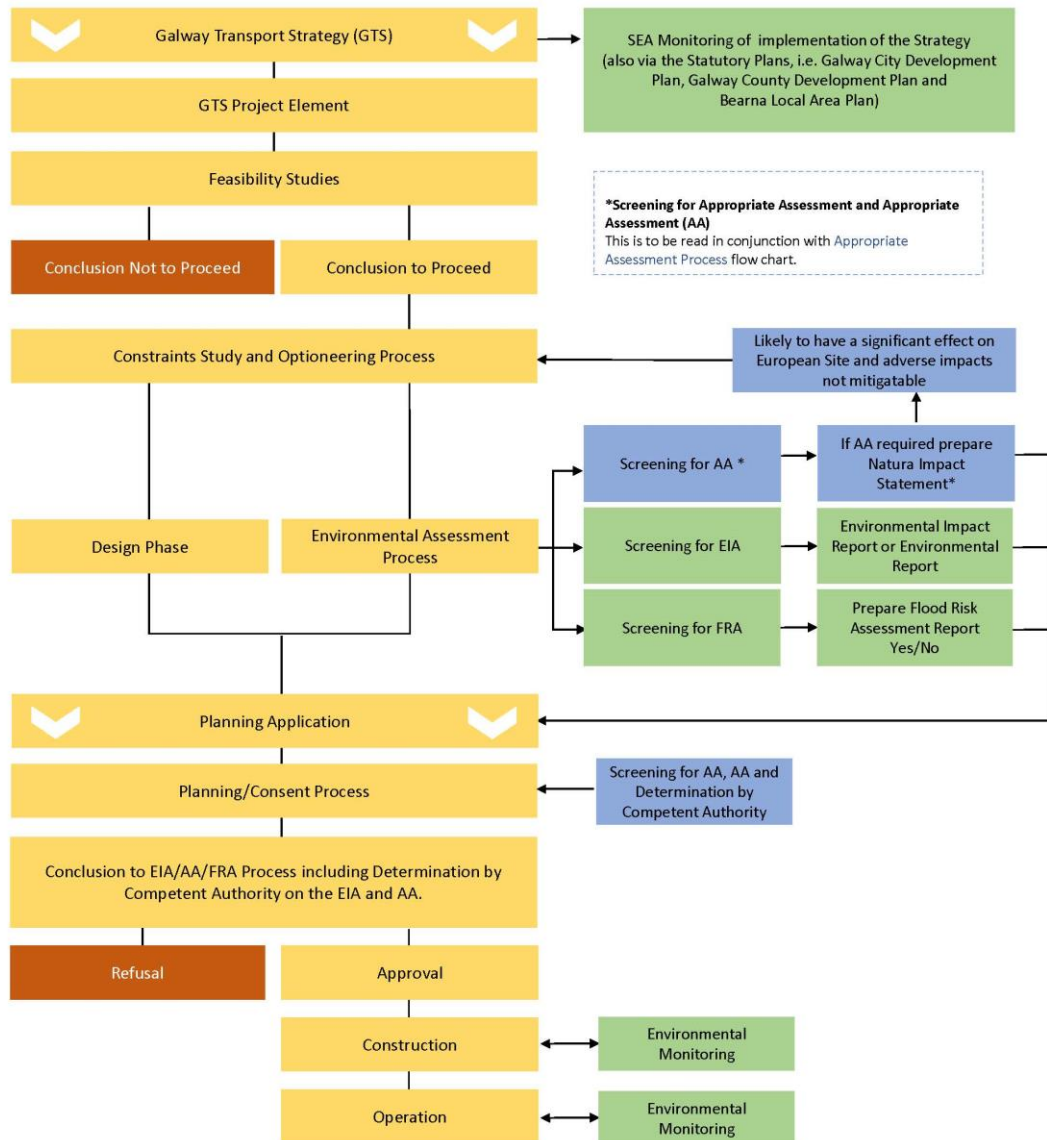 Galway Transport Strategy (GTS)
SEA Monitoring of implementation of the Strategy
(also via the Statutory Plans, i.e. Galway City Development
Plan, Galway County Development Plan and
Bearna Local Area Plan)
GTS Project Element
Feasibility Studies
*Screening for Appropriate Assessment and Appropriate
Assessment (AA)
This is to be read in conjunction with Appropriate
Assessment Process flow chart.
Conclusion Not to Proceed
Conclusion to Proceed
Constraints Study and Optioneering Process
Likely to have a significant effect on
European Site and adverse impacts
not mitigatable
Screening for AA *
If AA required prepare
Natura Impact
Statement*
Design Phase
Environmental Assessment
Process
Screening for EIA
Environmental Impact
Report or Environmental
Report
Screening for FRA
Prepare Flood Risk
Assessment Report
Yes/No
Planning Application
Planning/Consent Process
Screening for AA, AA and
Determination by
Competent Authority
Conclusion to EIA/AA/FRA Process including Determination by
Competent Authority on the EIA and AA.
Refusal
Approval
Construction
Environmental
Monitoring
Operation
Environmental
Monitoring